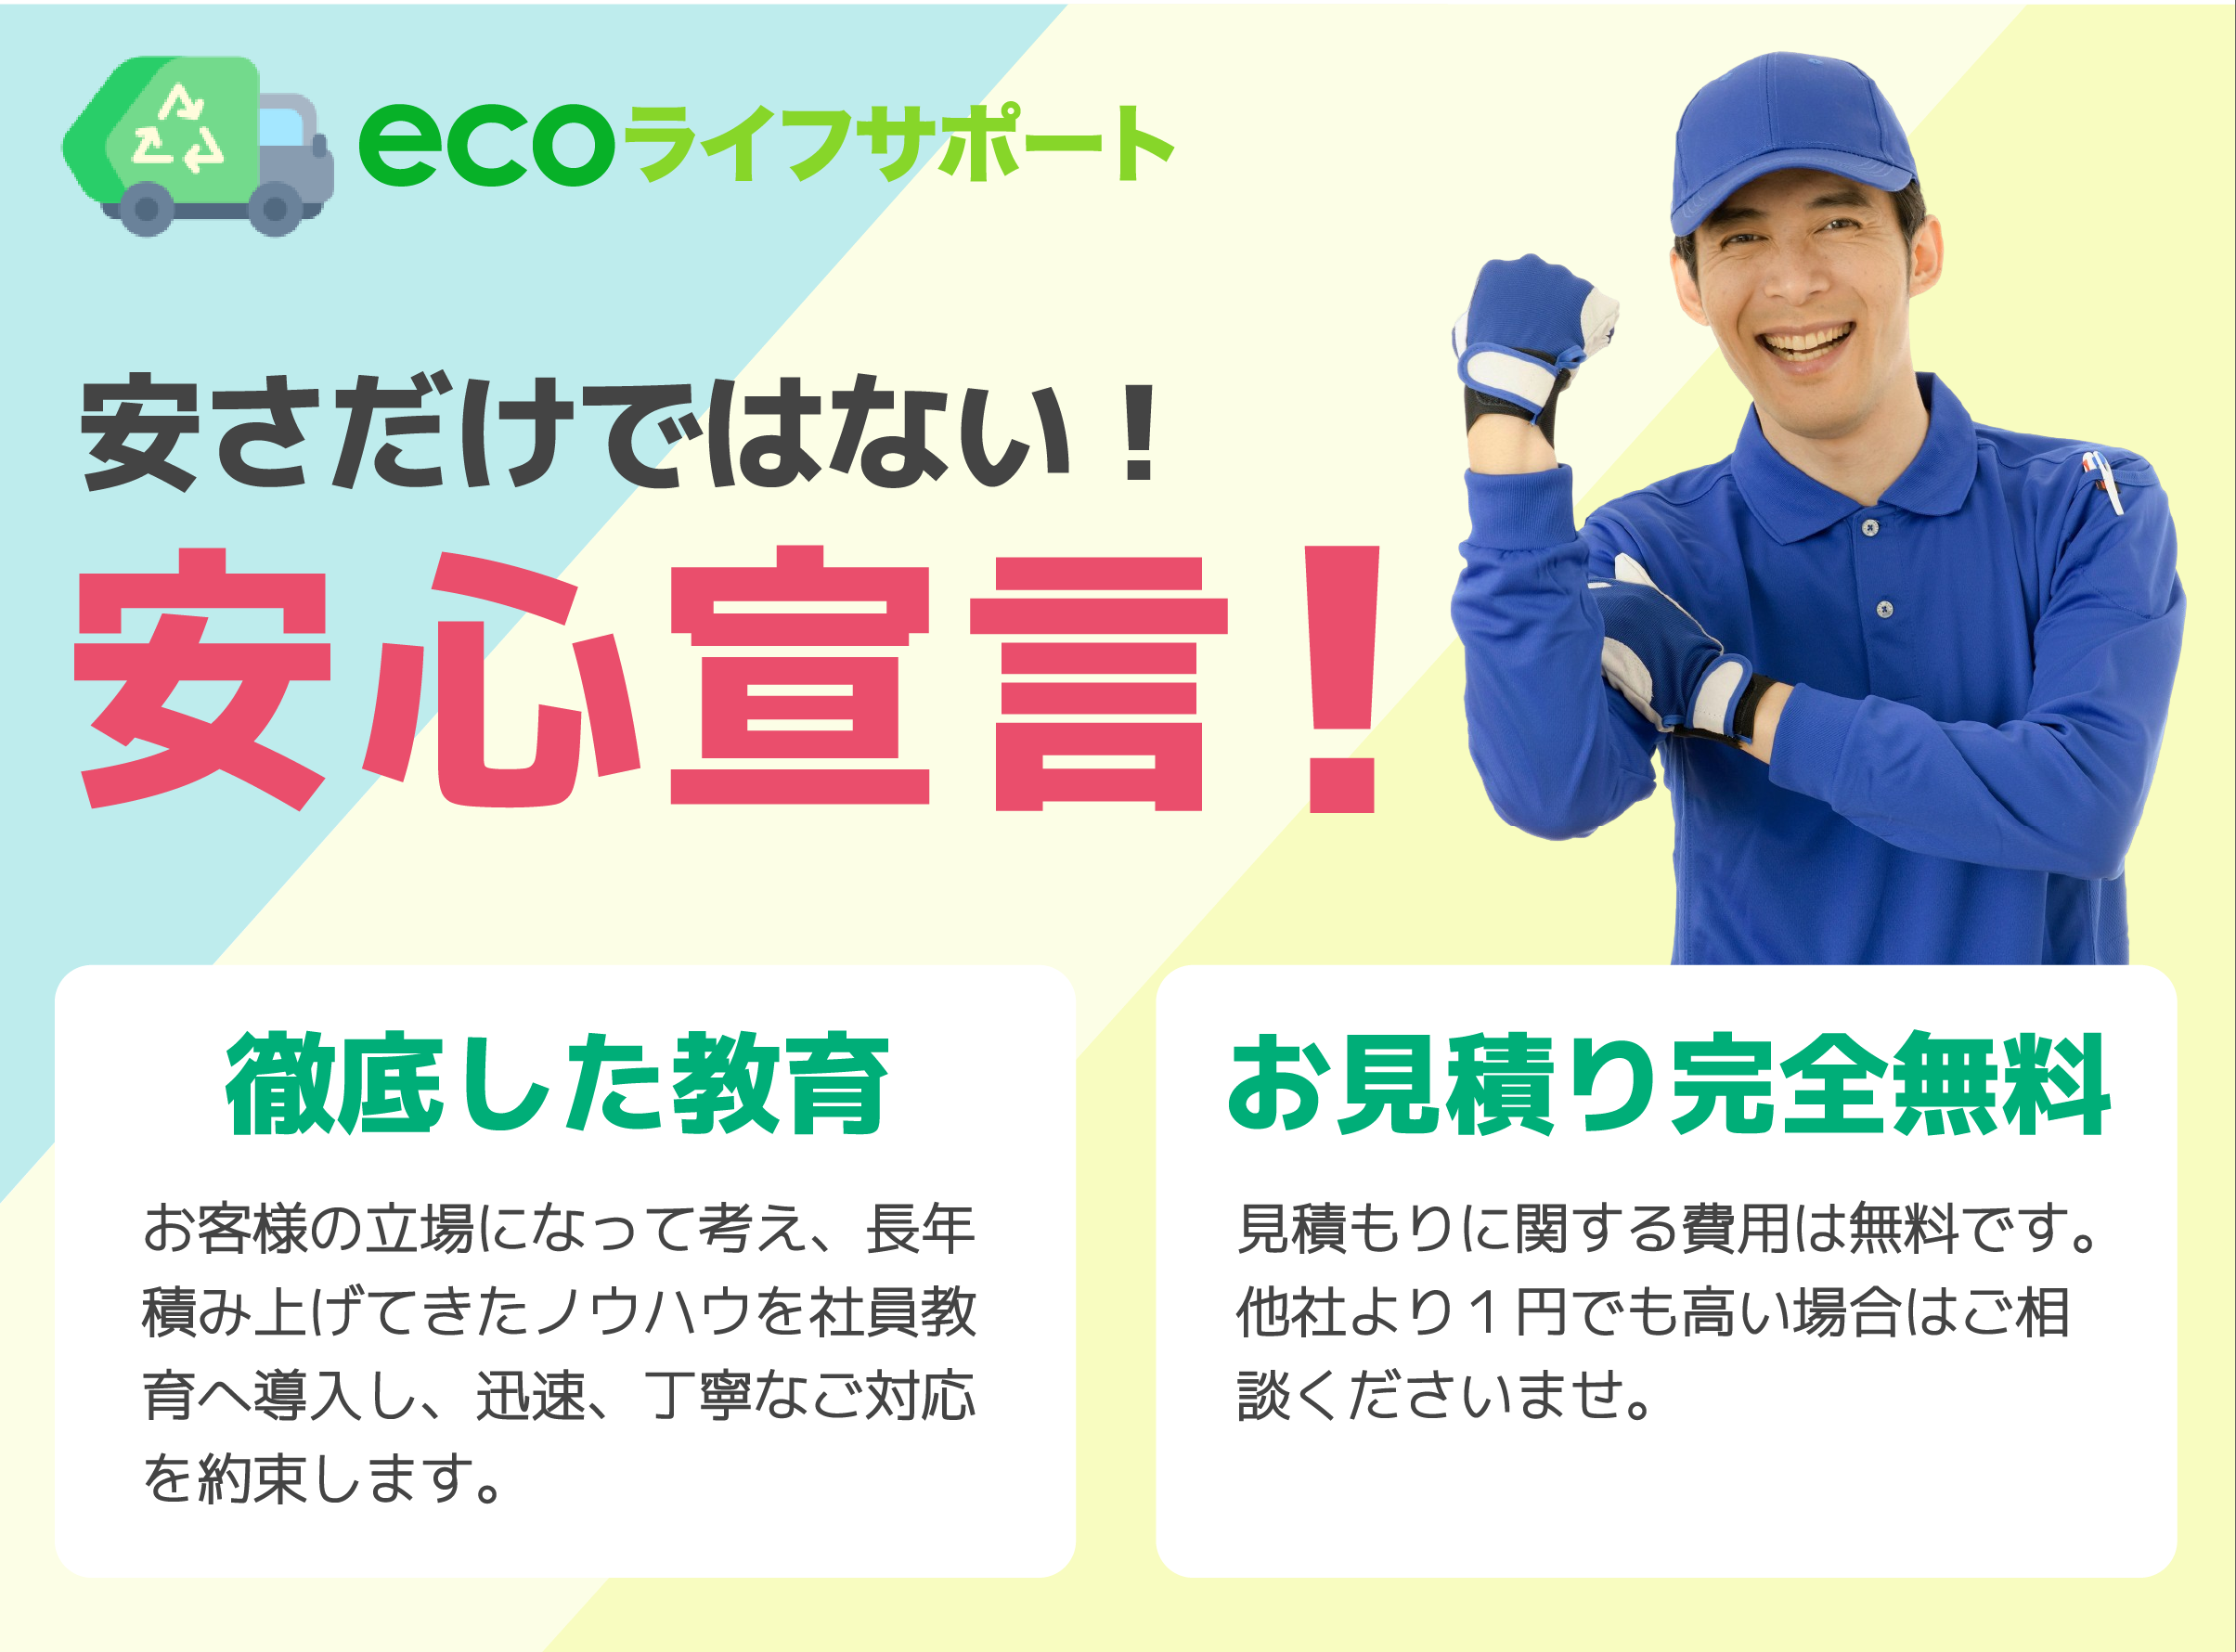 ecoライフサポート
安さだけではない！
安心宣言！
徹底した教育
お客様の立場になって考え、長年
積み上げてきたノウハウを社員教
育へ導入し、迅速、丁寧なご対応
を約束します。
お見積り完全無料
見積もりに関する費用は無料です。
他社より１円でも高い場合はご相
談くださいませ。